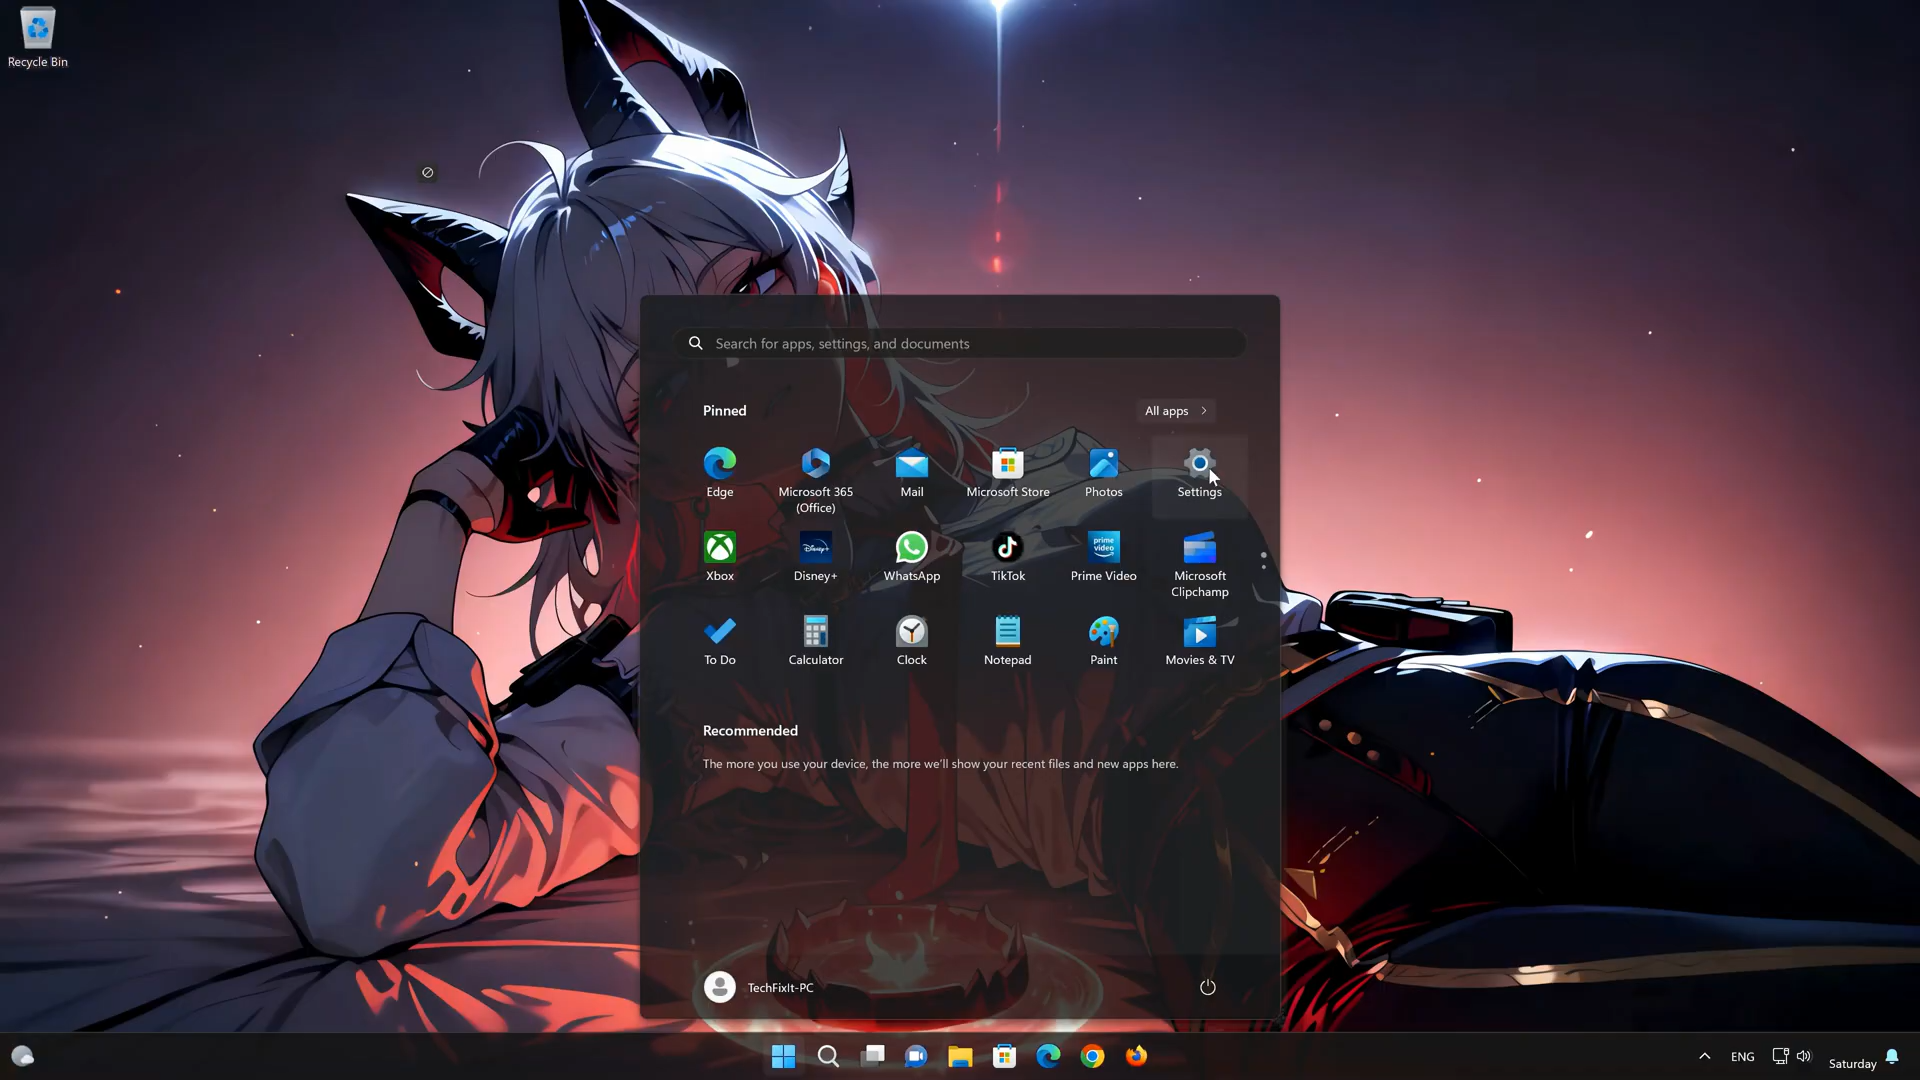 Recycle Bin
Search for apps, settings, and documents
Pinned
All apps
Edge
Microsoft 365
(Office)
Mail
Microsoft Store
Photos
Settings
Xbox
Disney+
Disney+
WhatsApp
TikTok
prime
video
Prime Video
Microsoft
Clipchamp
To Do
Calculator
Clock
Notepad
Paint
Movies & TV
Recommended
The more you use your device, the more we'll show your recent files and new apps here.
TechFixIt-PC
ENG
Saturday